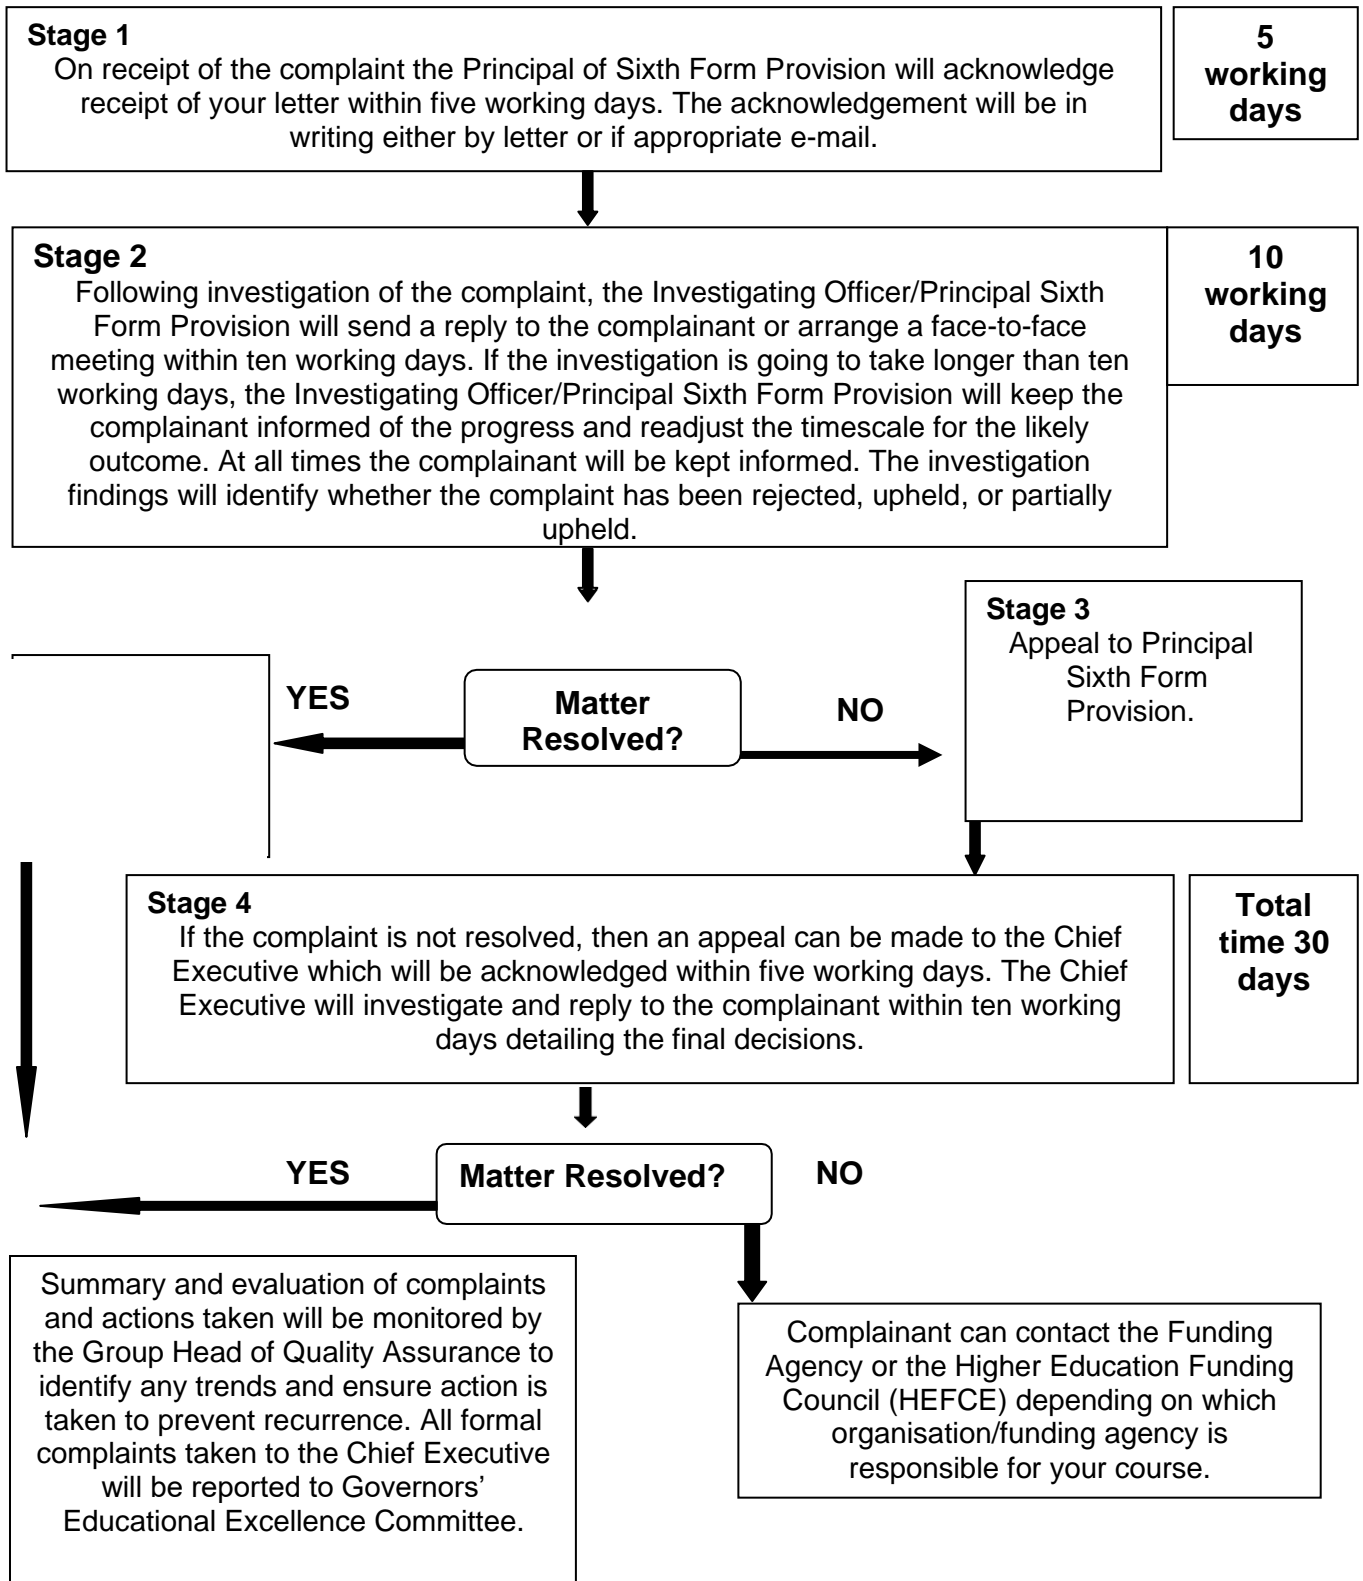 Stage 1
On receipt of the complaint the Principal of Sixth Form Provision will acknowledge
receipt of your letter within five working days. The acknowledgement will be in
writing either by letter or if appropriate e-mail.
5
working
days
Stage 2
Following investigation of the complaint, the Investigating Officer/Principal Sixth
Form Provision will send a reply to the complainant or arrange a face-to-face
meeting within ten working days. If the investigation is going to take longer than ten
working days, the Investigating Officer/Principal Sixth Form Provision will keep the
complainant informed of the progress and readjust the timescale for the likely
outcome. At all times the complainant will be kept informed. The investigation
findings will identify whether the complaint has been rejected, upheld, or partially
upheld.
10
working
days
YES
Matter
Resolved?
NO
Stage 3
Appeal to Principal
Sixth Form
Provision.
Stage 4
If the complaint is not resolved, then an appeal can be made to the Chief
Executive which will be acknowledged within five working days. The Chief
Executive will investigate and reply to the complainant within ten working
days detailing the final decisions.
Total
time 30
days
YES
Matter Resolved?
NO
Summary and evaluation of complaints
and actions taken will be monitored by
the Group Head of Quality Assurance to
identify any trends and ensure action is
taken to prevent recurrence. All formal
complaints taken to the Chief Executive
will be reported to Governors’
Educational Excellence Committee.
Complainant can contact the Funding
Agency or the Higher Education Funding
Council (HEFCE) depending on which
organisation/funding agency is
responsible for your course.